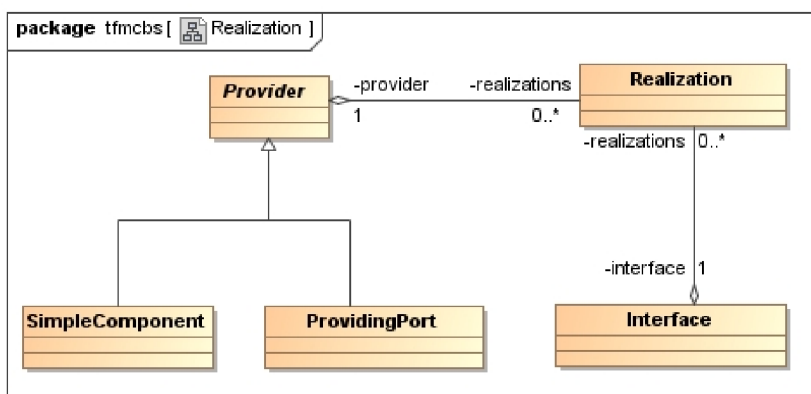 package tfmcbs [ Realization ]
Provider
-provider
-realizations
1
0..*
Realization
-realizations
0..*
-interface
1
SimpleComponent
ProvidingPort
Interface